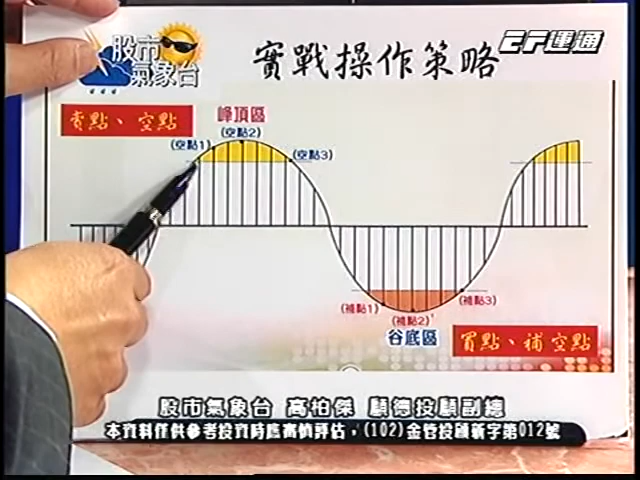 股市
氣象台
實戰操作策略
EF運通
賣點、空點
峰頂區
(空點1)
(空點2)
(空點3)
(補點1)
(補點2)
(補點3)
谷底區
買點、補空點
股市氣象台 高柏傑 顧德投顧副總
本資料僅供參考投資時應審慎評估,(102)金管投顧新字第012號